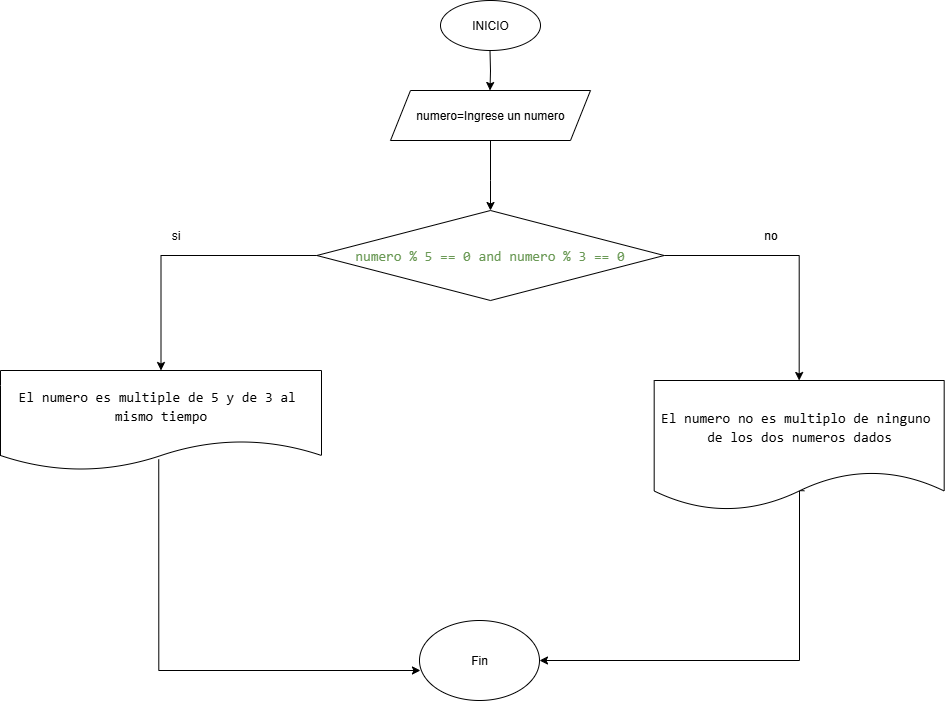 INICIO
numero=Ingrese un numero
si
no
numero % 5 == 0 and numero % 3 == 0
El numero es multiple de 5 y de 3 al
mismo tiempo
El numero no es multiplo de ninguno
de los dos numeros dados
Fin